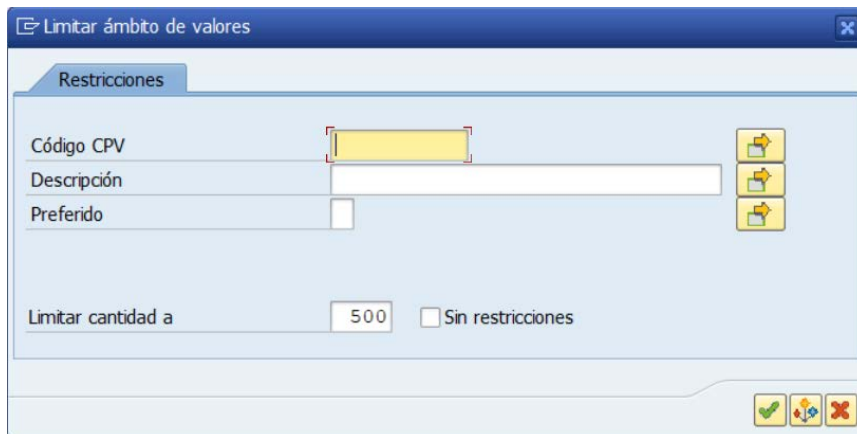 Limitar ámbito de valores
Restricciones
Código CPV
Descripción
Preferido
Limitar cantidad a 500 Sin restricciones